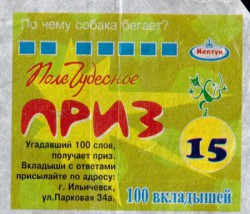 По чему собака бегает?
Нептун
Поле Чудесное
ПРИЗ
Угадавший 100 слов,
получает приз.
Вкладыши с ответами
присылайте по адресу:
г. Ильичевск,
ул.Парковая 34а.
15
100 вкладышей